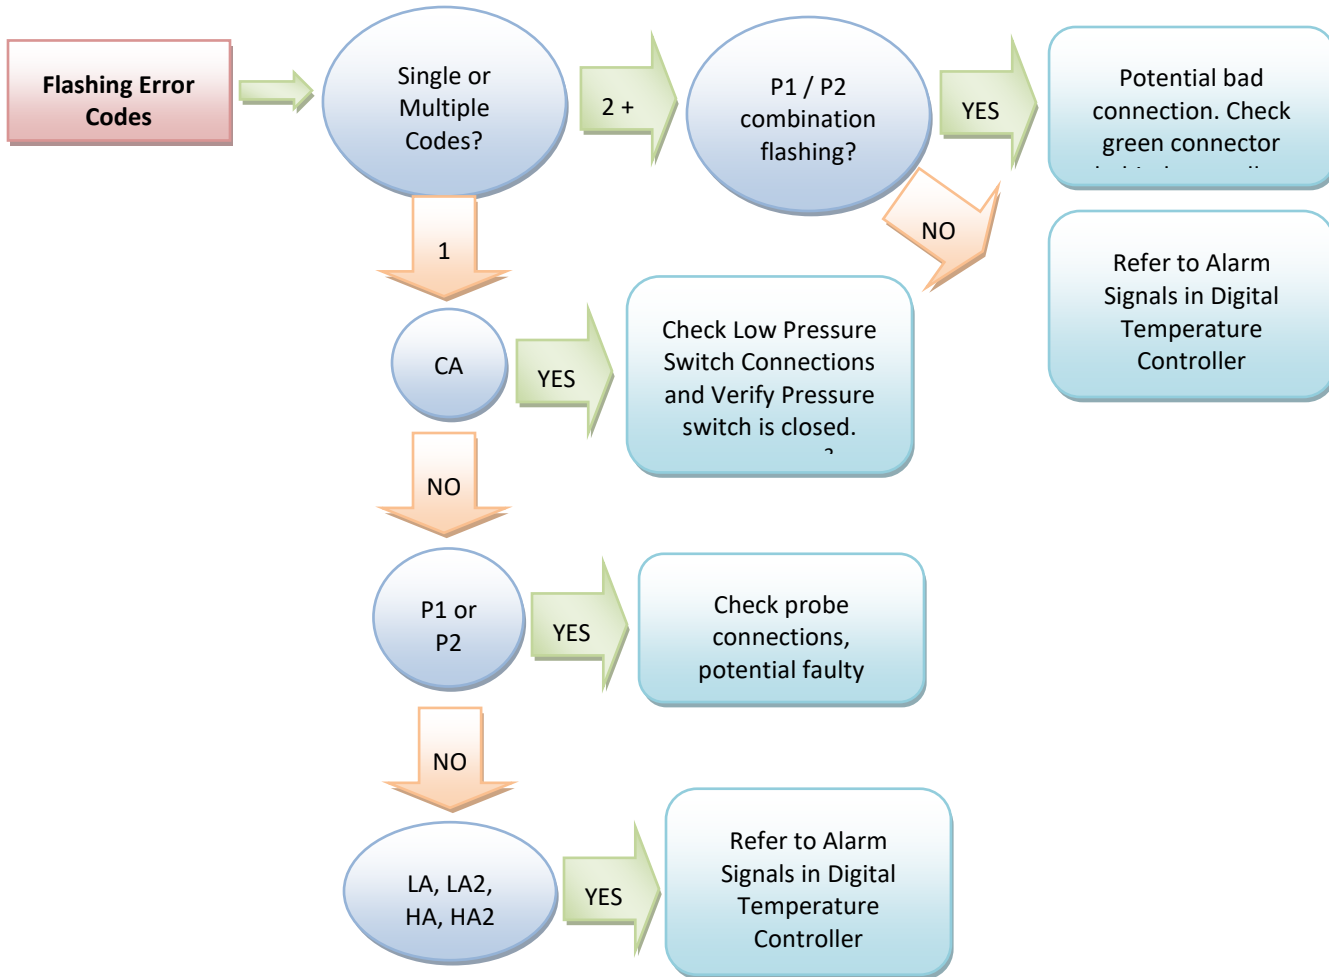 Flashing Error
Codes
Single or
Multiple
Codes?
2 +
P1 / P2
combination
flashing?
YES
Potential bad
connection. Check
green connector
NO
Refer to Alarm
Signals in Digital
Temperature
Controller
1
CA
YES
Check Low Pressure
Switch Connections
and Verify Pressure
switch is closed.
NO
P1 or
P2
YES
Check probe
connections,
potential faulty
NO
LA, LA2,
HA, HA2
YES
Refer to Alarm
Signals in Digital
Temperature
Controller